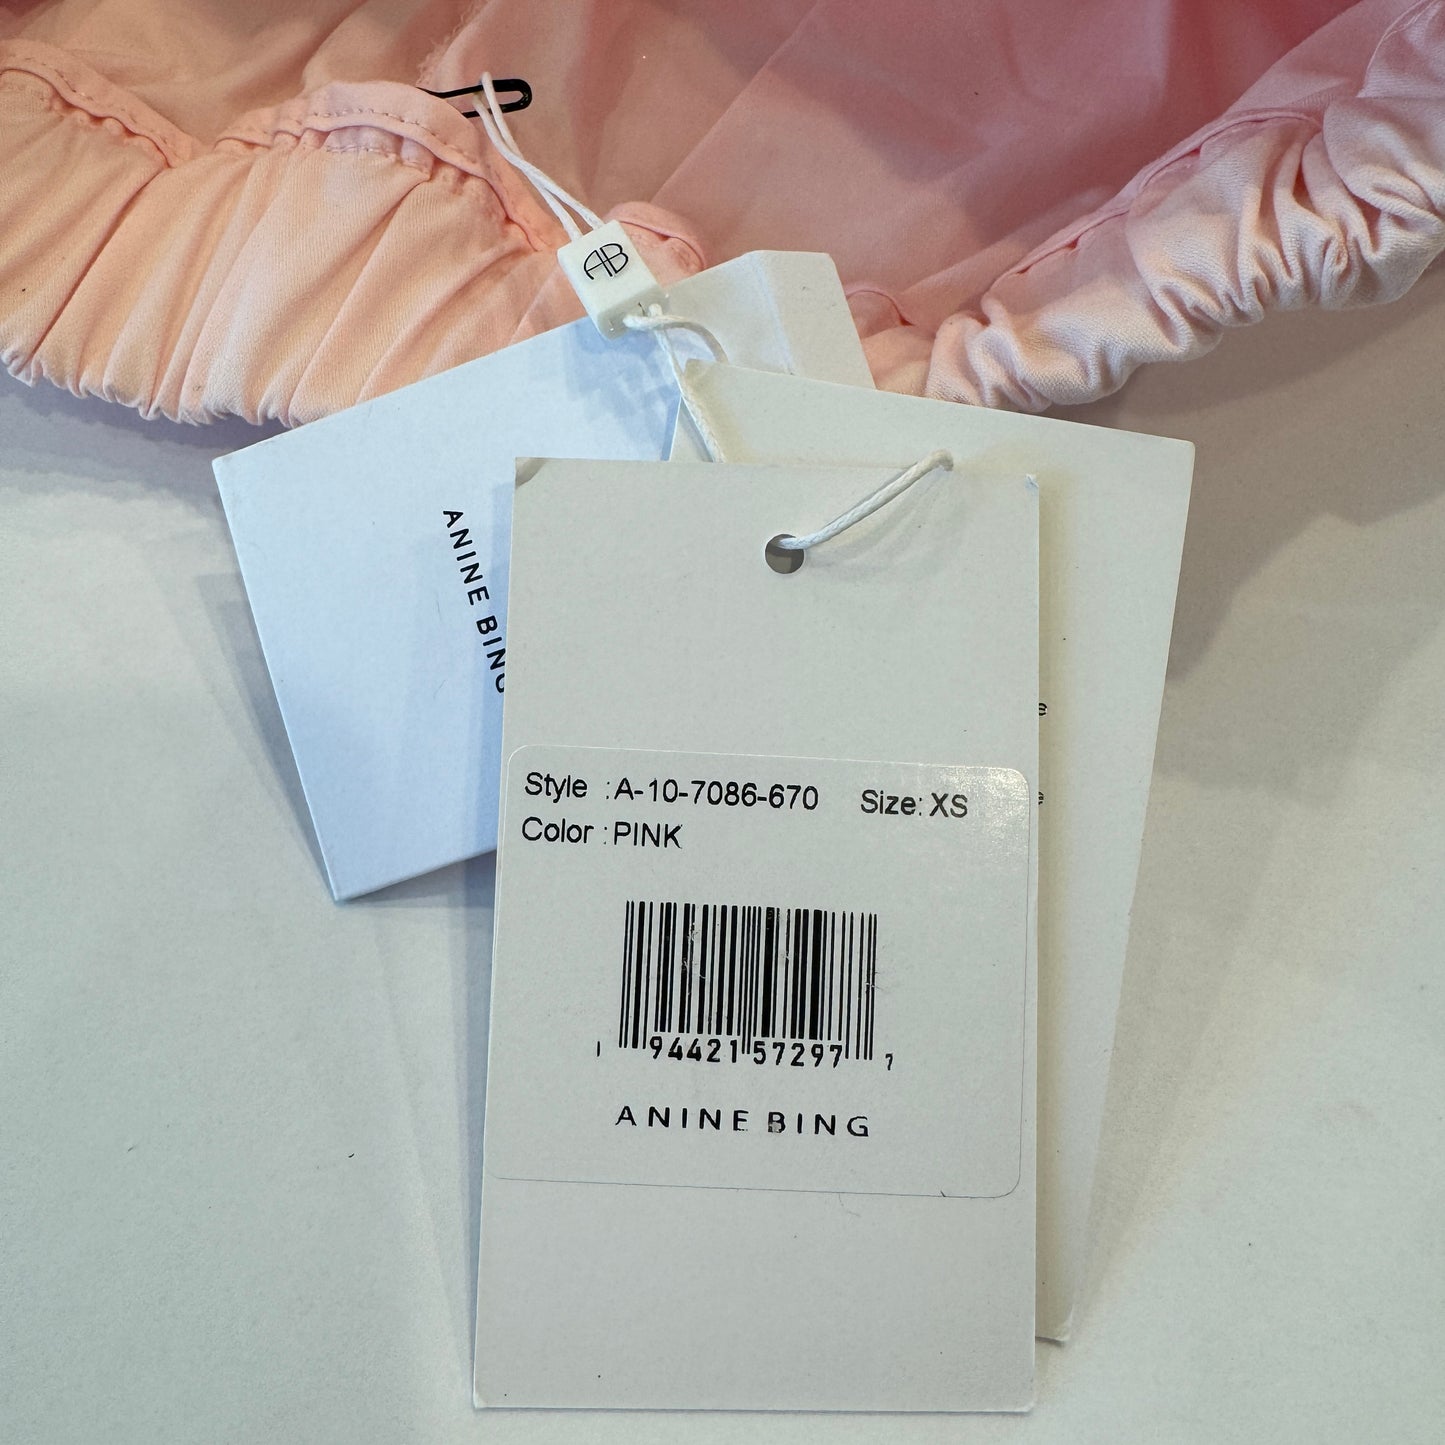 AB
ANINE BING
Style : A-10-7086-670 Size: XS
Color : PINK
1 94421 57297 7
ANINE BING